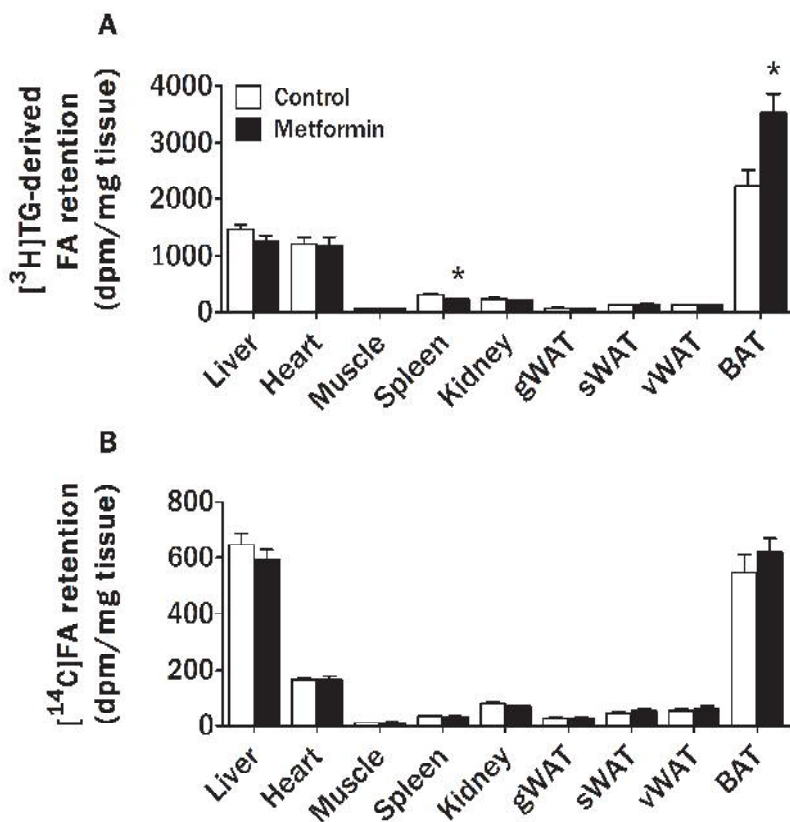 A
[³H]TG-derived
FA retention
(dpm/mg tissue)
4000
3000
2000
1000
0
Control
Metformin
*
*
Liver
Heart
Muscle
Spleen
Kidney
gWAT
sWAT
vWAT
BAT
B
[¹⁴C]FA retention
(dpm/mg tissue)
800
600
400
200
0
Liver
Heart
Muscle
Spleen
Kidney
gWAT
sWAT
vWAT
BAT